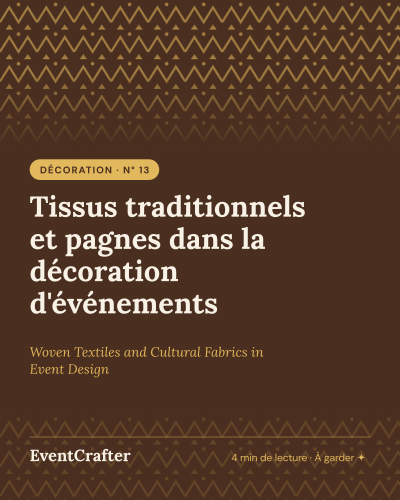 DÉCORATION · N° 13
Tissus traditionnels
et pagnes dans la
décoration
d'événements
Woven Textiles and Cultural Fabrics in
Event Design
EventCrafter
4 min de lecture · À garder ✦